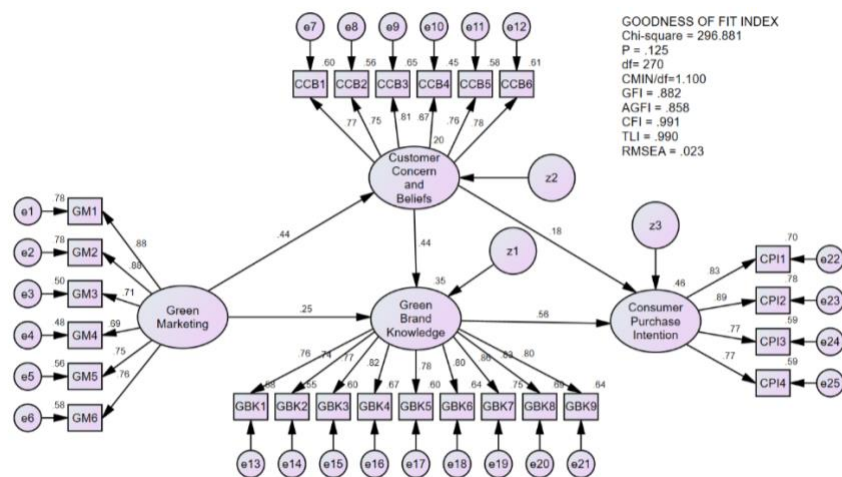 GOODNESS OF FIT INDEX
Chi-square = 296.881
P = .125
df= 270
CMIN/df=1.100
GFI = .882
AGFI = .858
CFI = .991
TLI = .990
RMSEA = .023
e7 e8 e9 e10 e11 e12
.60 .56 .65 .45 .58 .61
CCB1 CCB2 CCB3 CCB4 CCB5 CCB6
.77 .75 .81 .67 .76 .78
.20
Customer
Concern
and
Beliefs
z2
e1 .78 GM1
e2 .78 GM2
e3 .50 GM3
e4 .48 GM4
e5 .56 GM5
e6 .58 GM6
.88
.88
.71
.69
.75
.76
Green
Marketing
.44
.44
.18
.25
.56
z1
.35
Green
Brand
Knowledge
z3
.46
Consumer
Purchase
Intention
.83
.89
.77
.77
.70 CPI1 e22
.78 CPI2 e23
.59 CPI3 e24
.59 CPI4 e25
.76 .74 .77 .82 .78 .80 .86 .83 .80
.58 .55 .60 .67 .60 .64 .75 .69 .64
GBK1 GBK2 GBK3 GBK4 GBK5 GBK6 GBK7 GBK8 GBK9
e13 e14 e15 e16 e17 e18 e19 e20 e21